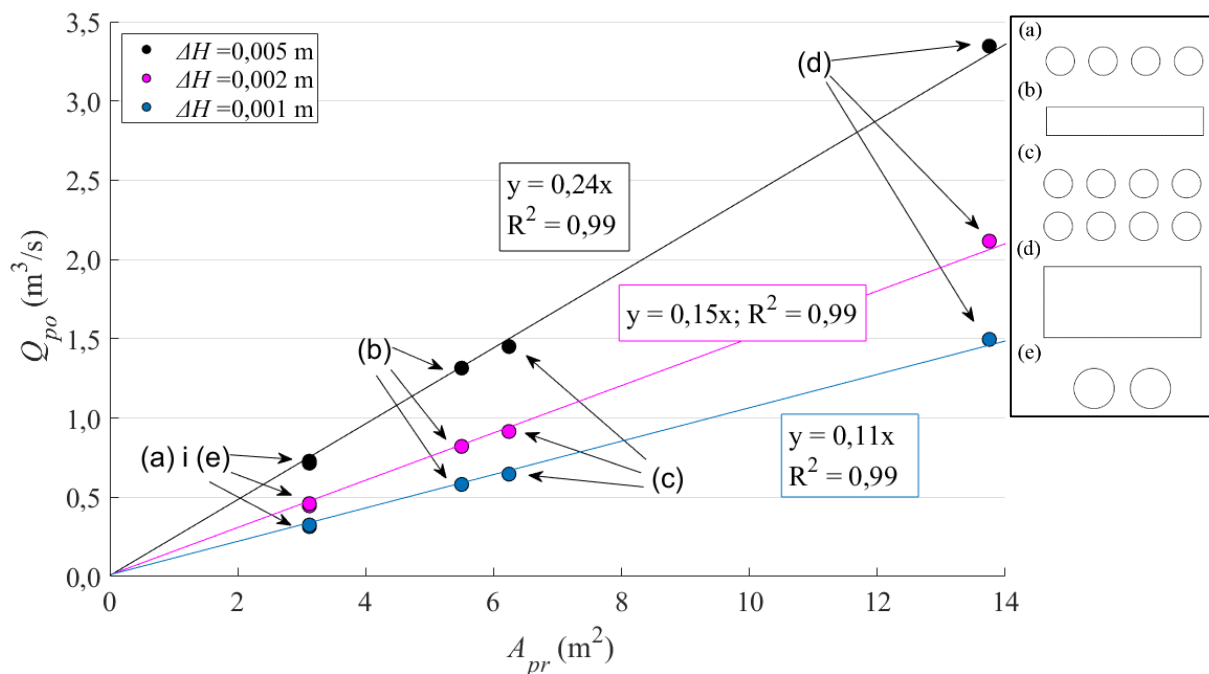 3,5
3,0
2,5
2,0
1,5
1,0
0,5
0,0
Q_po (m³/s)
ΔH =0,005 m
ΔH =0,002 m
ΔH =0,001 m
(d)
y = 0,24x
R² = 0,99
y = 0,15x; R² = 0,99
(b)
(a) i (e)
(c)
y = 0,11x
R² = 0,99
0 2 4 6 8 10 12 14
A_pr (m²)
(a)
(b)
(c)
(d)
(e)